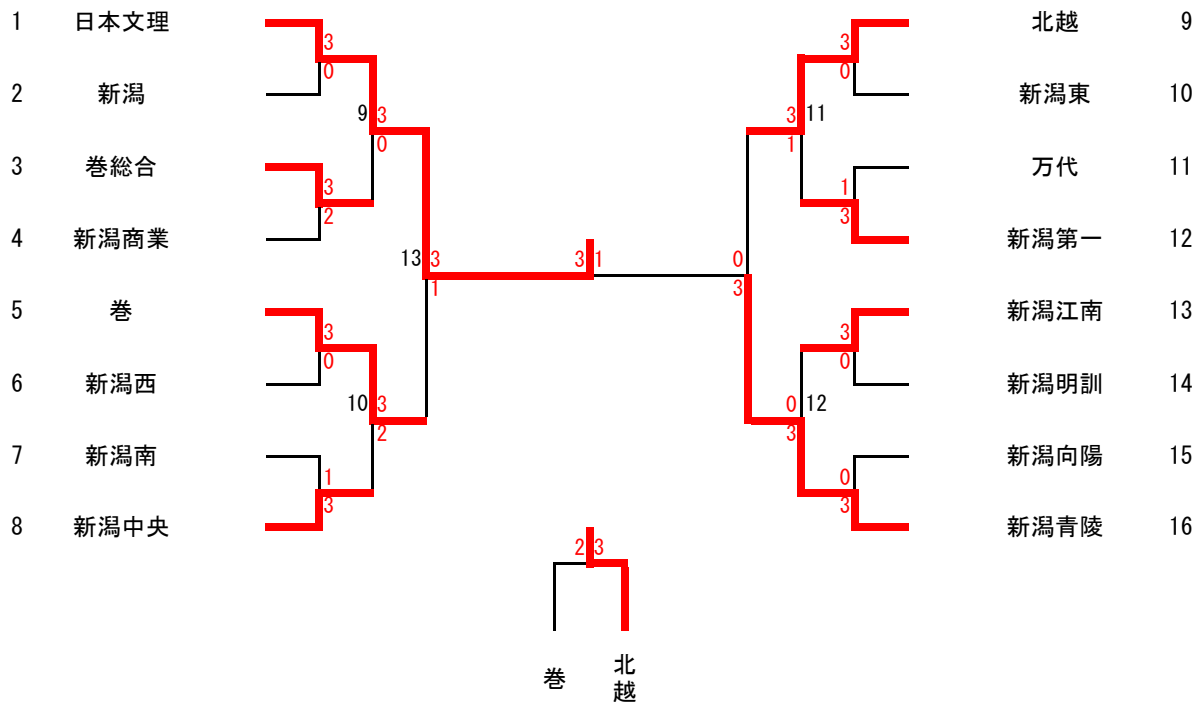 1 日本文理 北越 9
3 3
0 0
2 新潟 新潟東 10
9 3 3 11
0 1
3 巻総合 万代 11
3 1
2 3
4 新潟商業 新潟第一 12
13 3 3 1 0
1 3
5 巻 新潟江南 13
3 3
0 0
6 新潟西 新潟明訓 14
10 3 0 12
2 3
7 新潟南 新潟向陽 15
1 0
3 3
8 新潟中央 新潟青陵 16
2 3
巻 北越